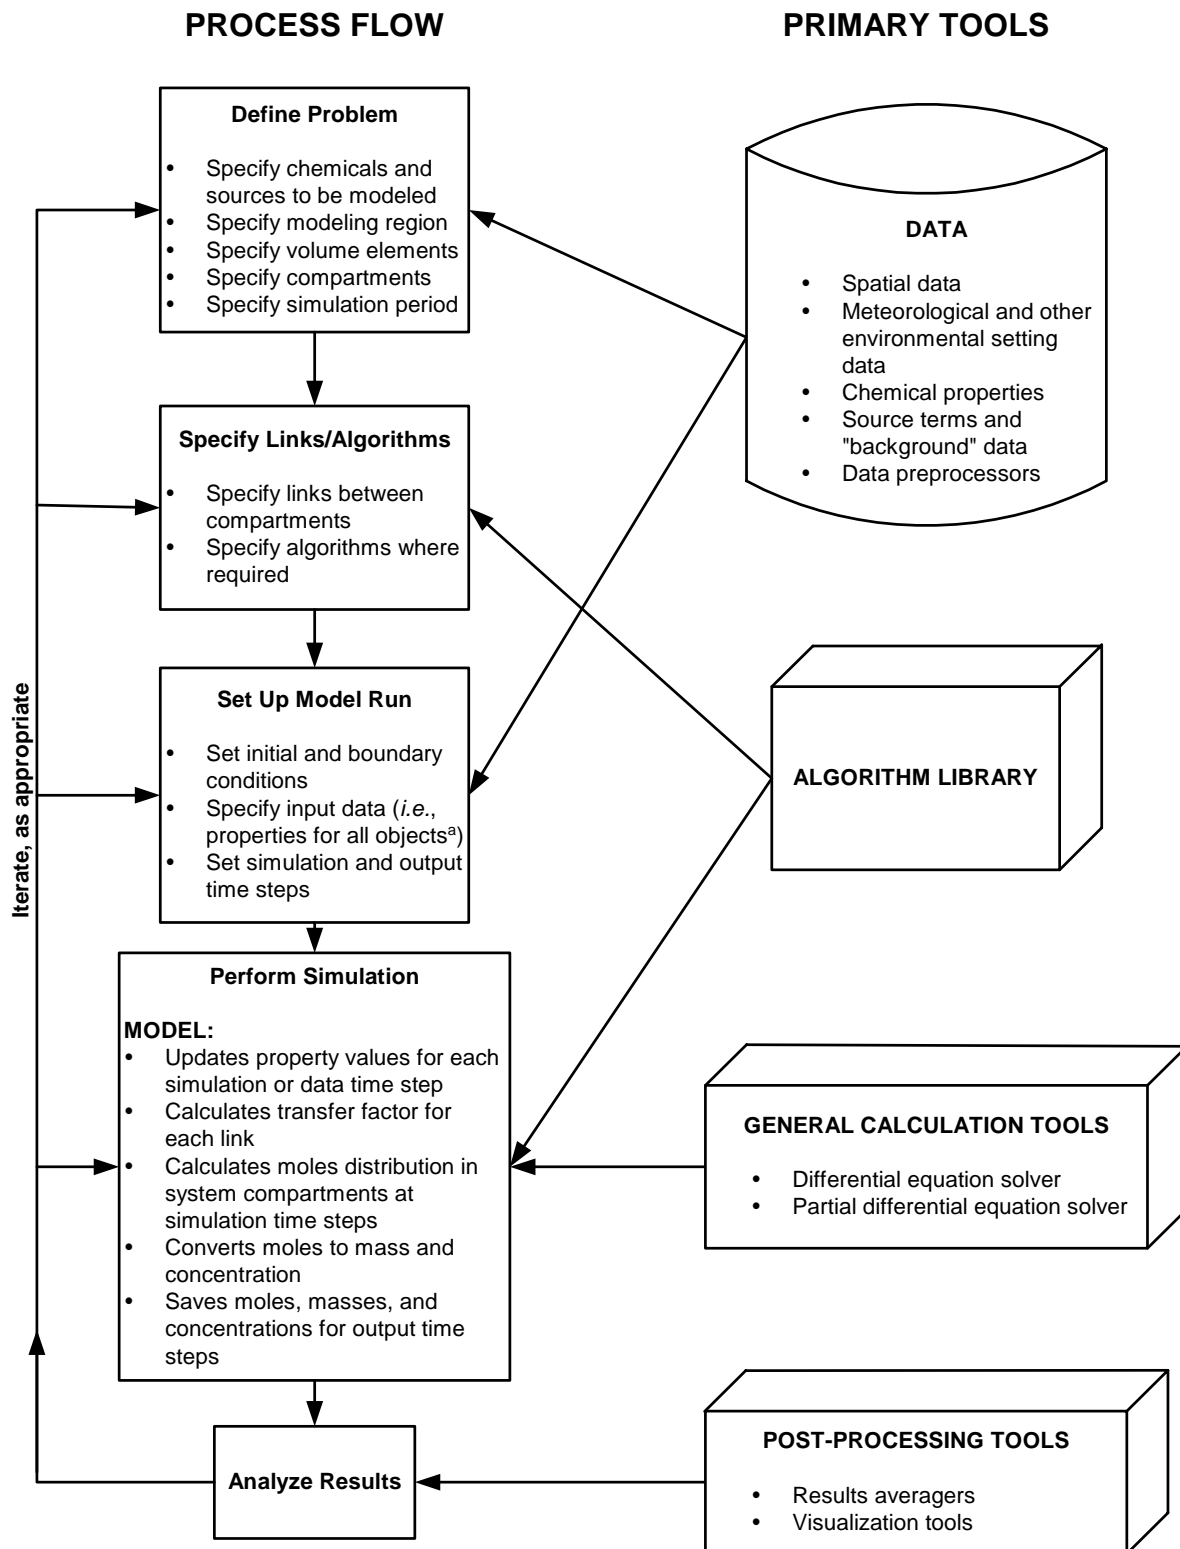 PROCESS FLOW
PRIMARY TOOLS
Define Problem
• Specify chemicals and
sources to be modeled
• Specify modeling region
• Specify volume elements
• Specify compartments
• Specify simulation period
DATA
• Spatial data
• Meteorological and other
environmental setting
data
• Chemical properties
• Source terms and
"background" data
• Data preprocessors
Specify Links/Algorithms
• Specify links between
compartments
• Specify algorithms where
required
Set Up Model Run
• Set initial and boundary
conditions
• Specify input data (i.e.,
properties for all objectsᵃ)
• Set simulation and output
time steps
ALGORITHM LIBRARY
Iterate, as appropriate
Perform Simulation
MODEL:
• Updates property values for each
simulation or data time step
• Calculates transfer factor for
each link
• Calculates moles distribution in
system compartments at
simulation time steps
• Converts moles to mass and
concentration
• Saves moles, masses, and
concentrations for output time
steps
GENERAL CALCULATION TOOLS
• Differential equation solver
• Partial differential equation solver
Analyze Results
POST-PROCESSING TOOLS
• Results averagers
• Visualization tools